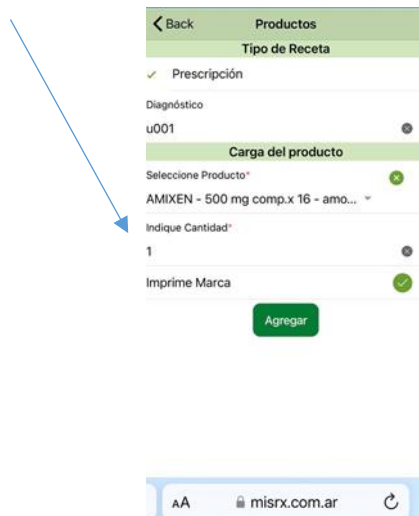 Back Productos
Tipo de Receta
Prescripción
Diagnóstico
u001
Carga del producto
Seleccione Producto*
AMIXEN - 500 mg comp.x 16 - amo...
Indique Cantidad*
1
Imprime Marca
Agregar
AA misrx.com.ar